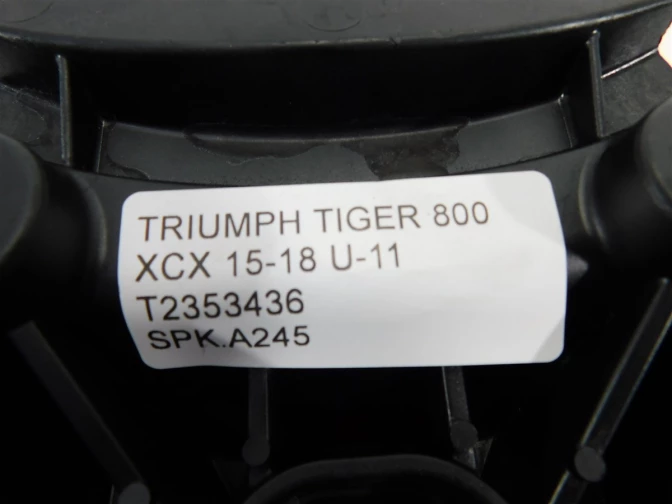 TRIUMPH TIGER 800
XCX 15-18 U-11
T2353436
SPK.A245